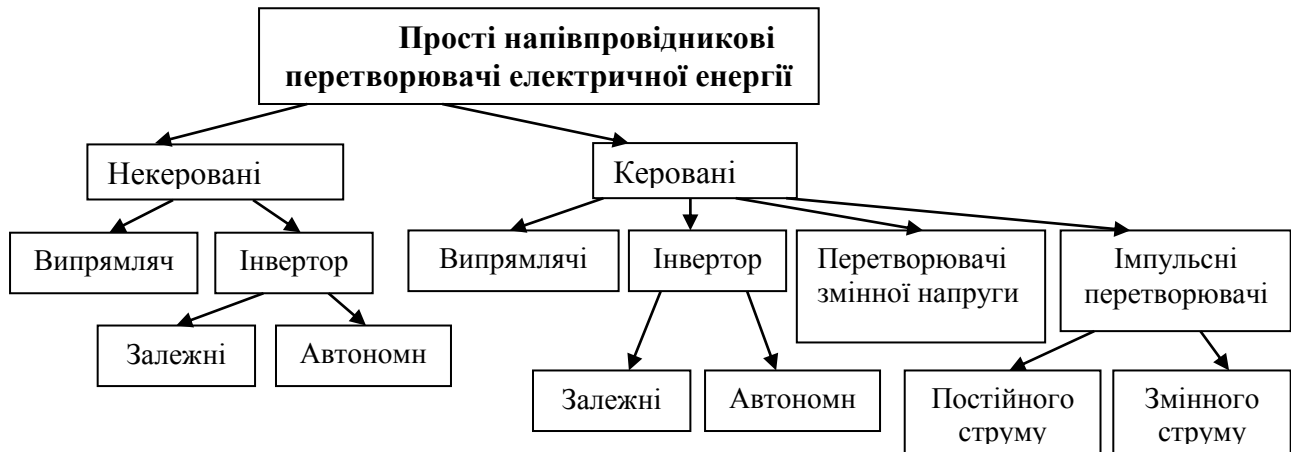 Прості напівпровідникові
перетворювачі електричної енергії
Некеровані
Керовані
Випрямляч
Інвертор
Випрямлячі
Інвертор
Перетворювачі
змінної напруги
Імпульсні
перетворювачі
Залежні
Автономн
Залежні
Автономн
Постійного
струму
Змінного
струму